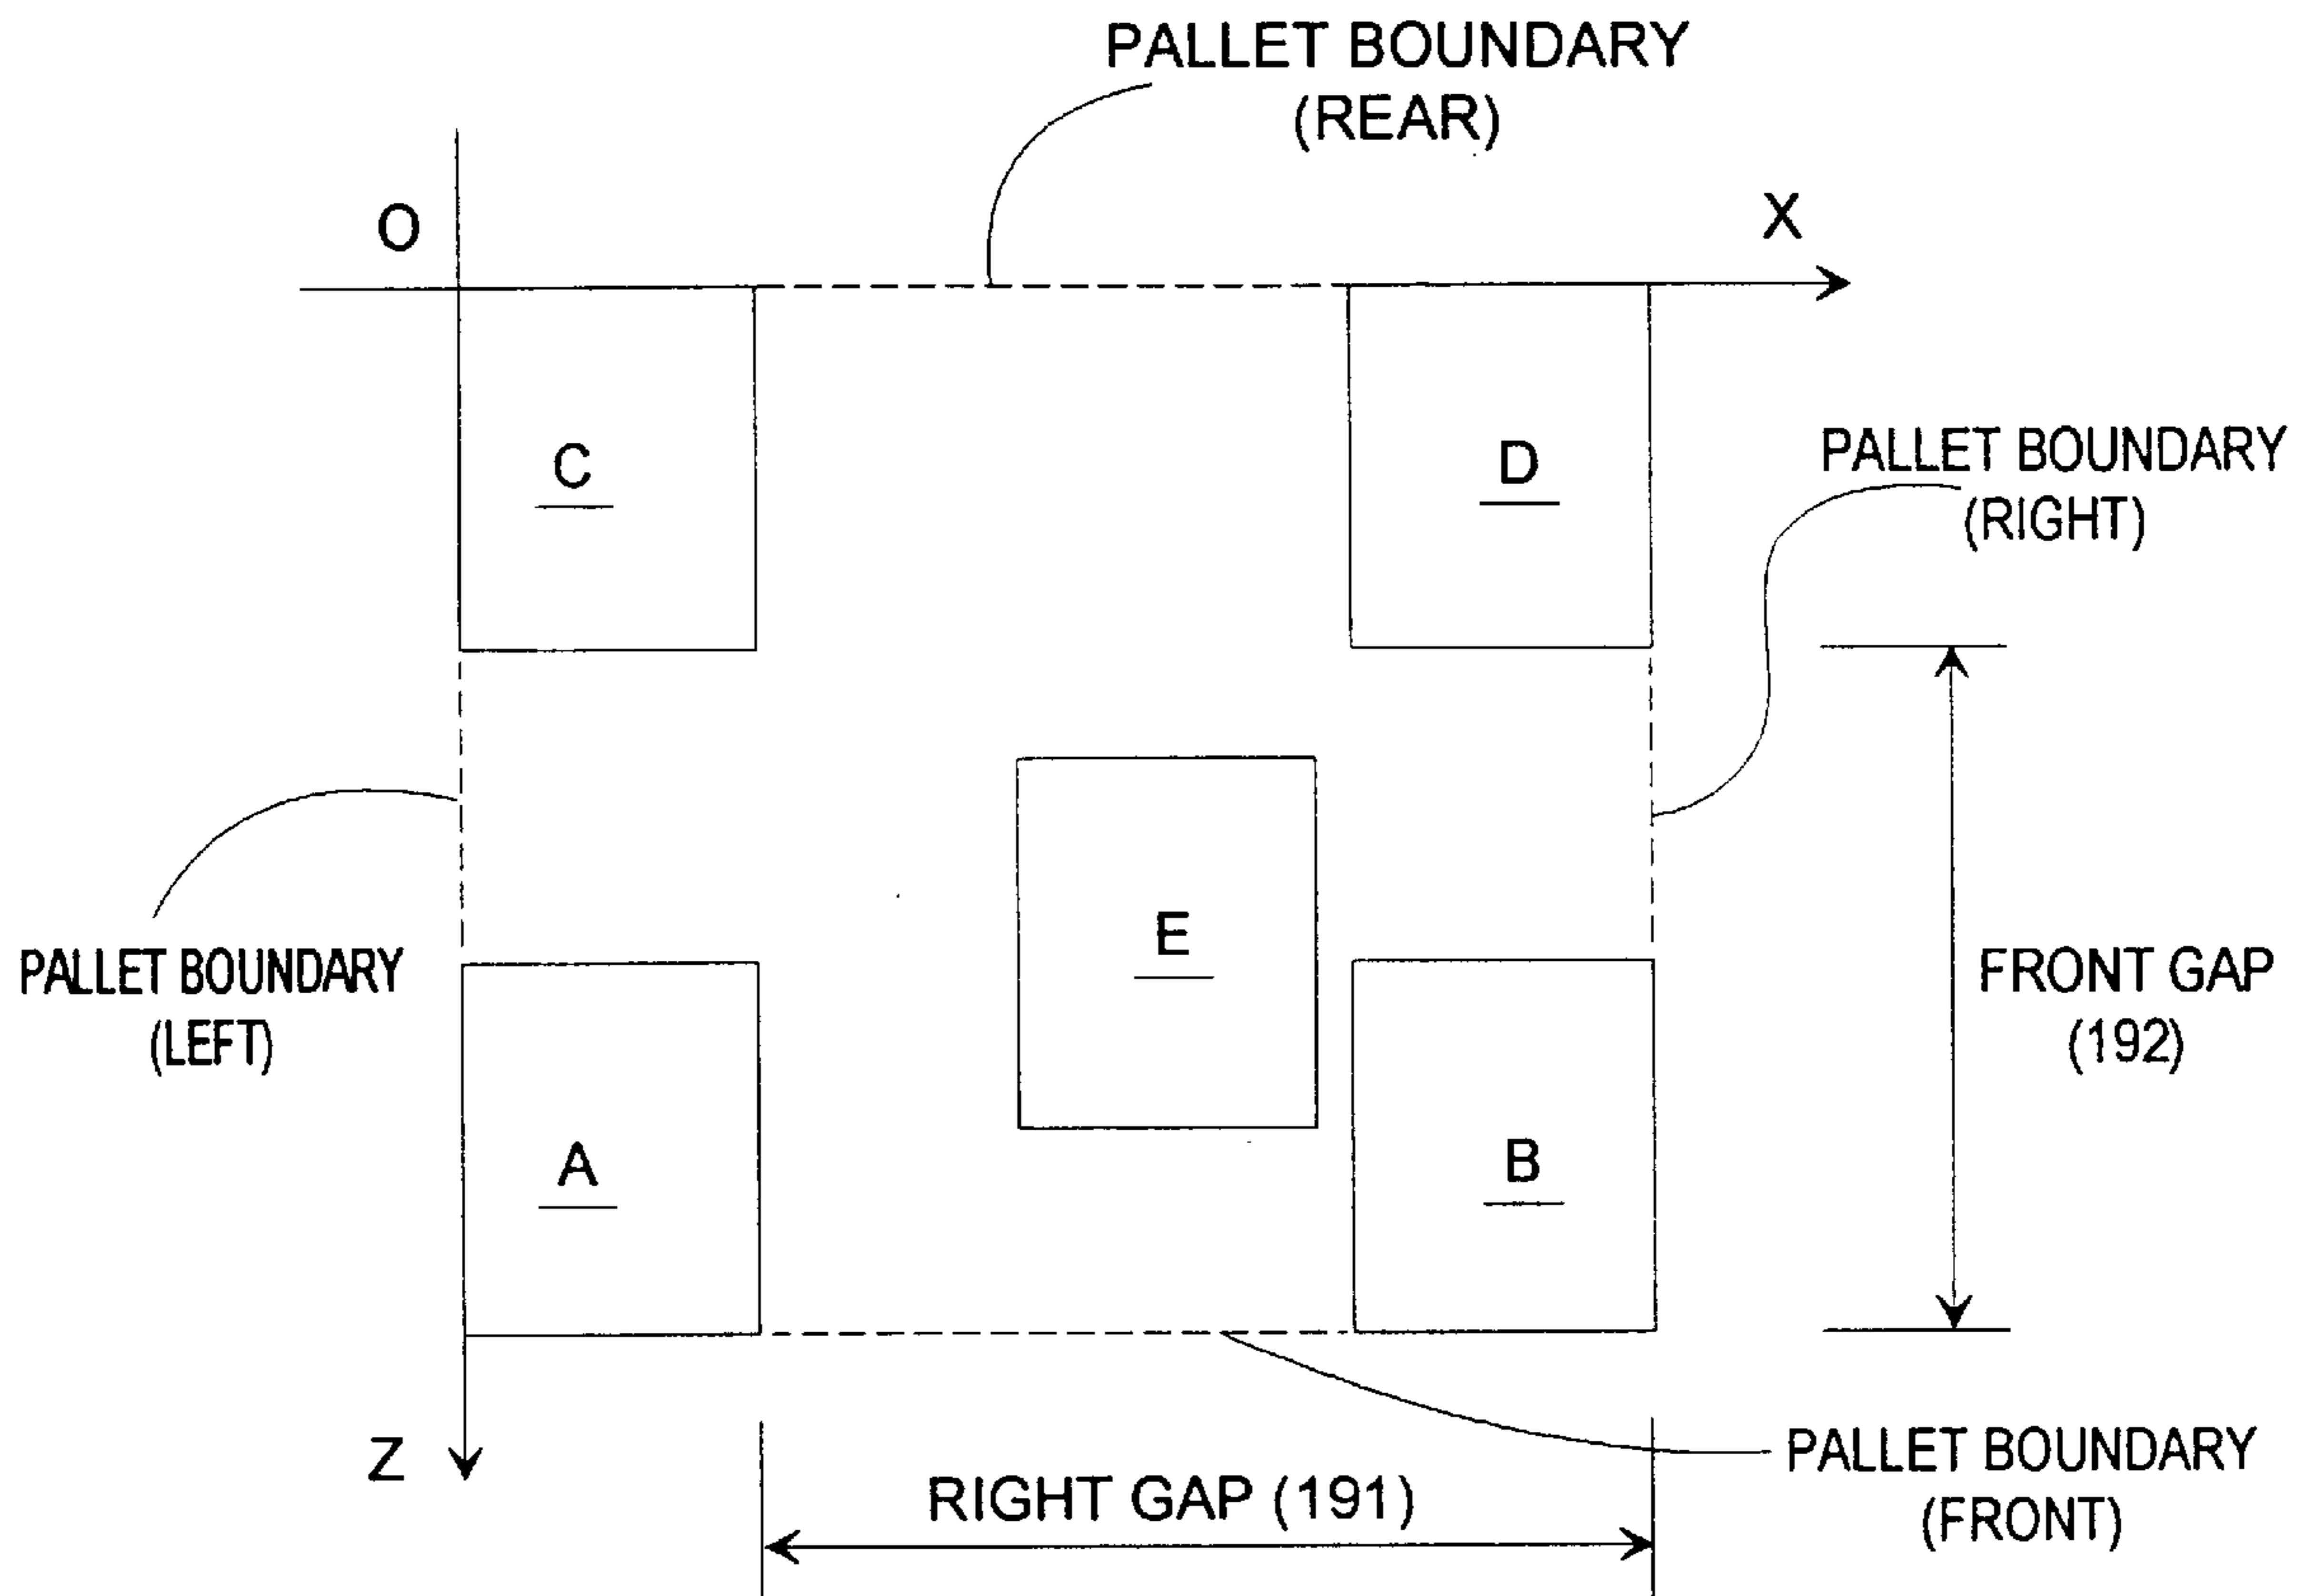 PALLET BOUNDARY
(REAR)
O
X
C
D
PALLET BOUNDARY
(RIGHT)
E
PALLET BOUNDARY
(LEFT)
FRONT GAP
(192)
A
B
Z
RIGHT GAP (191)
PALLET BOUNDARY
(FRONT)